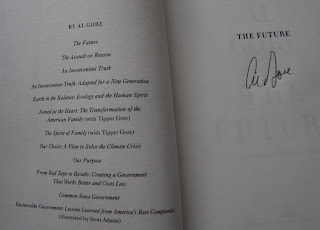 BY AL GORE
The Future
The Assault on Reason
An Inconvenient Truth
An Inconvenient Truth: Adapted for a New Generation
Earth in the Balance: Ecology and the Human Spirit
Joined at the Heart: The Transformation of the
American Family (with Tipper Gore)
The Spirit of Family (with Tipper Gore)
Our Choice: A Plan to Solve the Climate Crisis
Our Purpose
From Red Tape to Results: Creating a Government
That Works Better and Costs Less
Common Sense Government
Businesslike Government: Lessons Learned from America's Best Companies
(illustrated by Scott Adams)
THE FUTURE
Al Gore